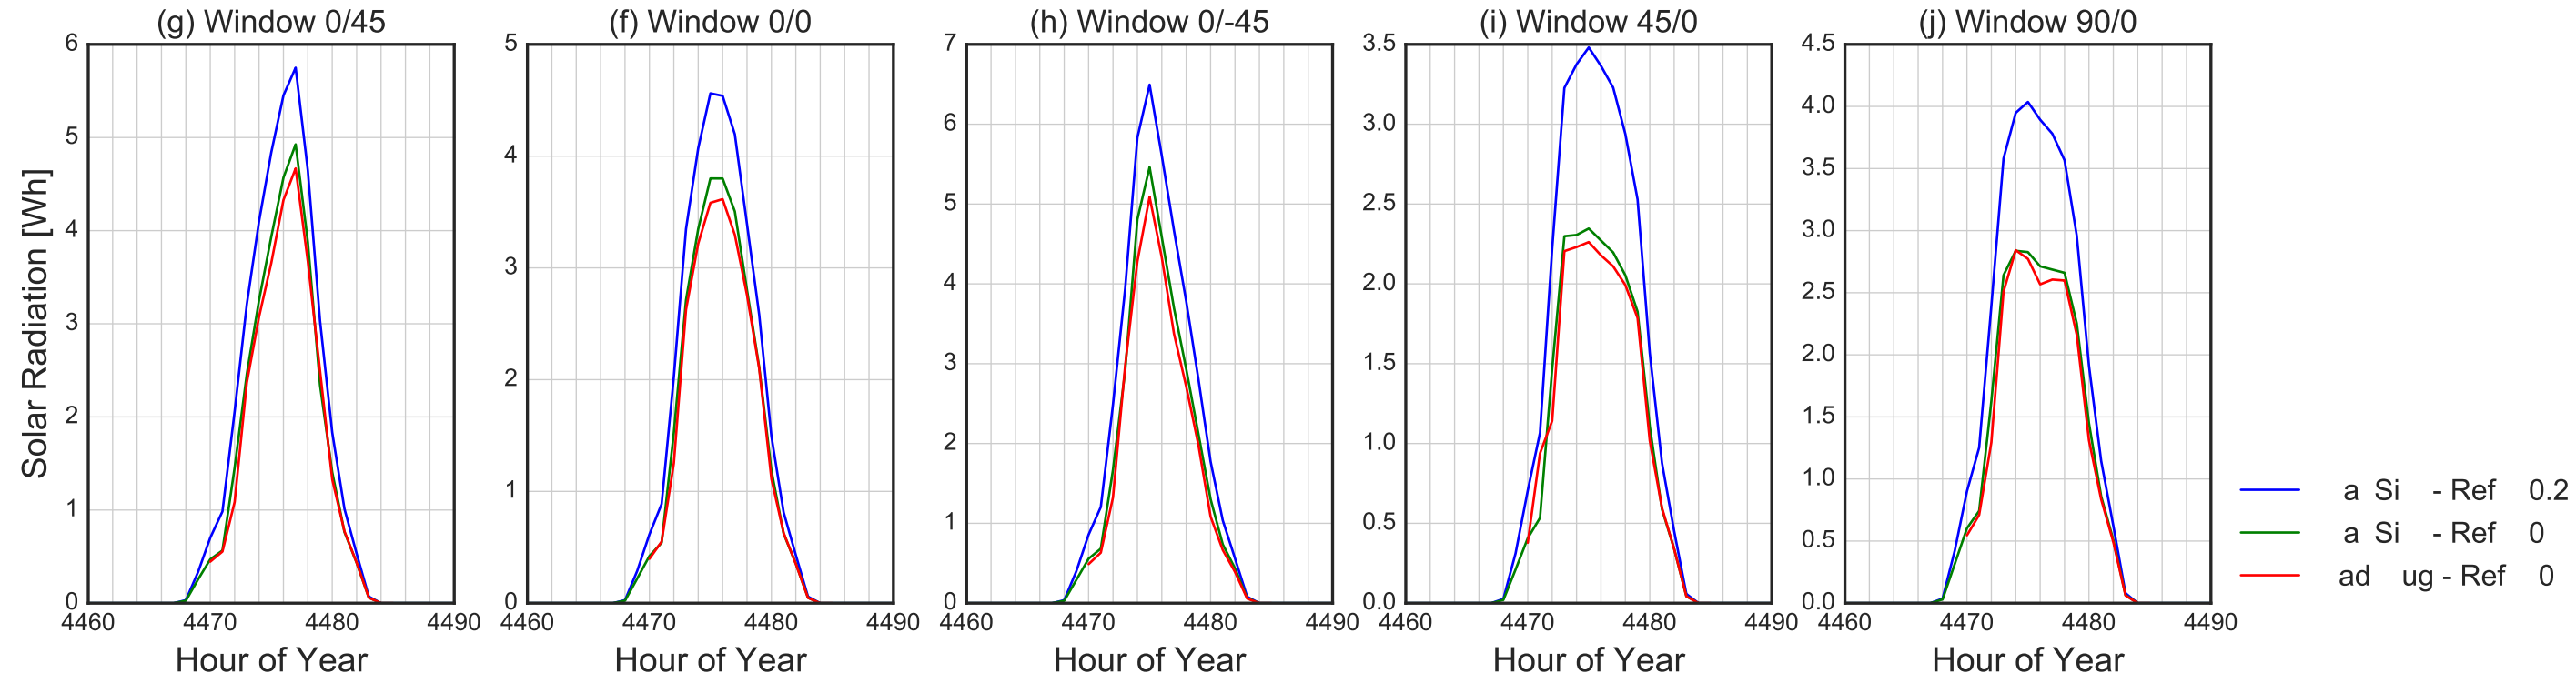 (g) Window 0/45 (f) Window 0/0 (h) Window 0/-45 (i) Window 45/0 (j) Window 90/0
Solar Radiation [Wh]
6 5 7 3.5 4.5
5 4 6 3.0 4.0
4 3 5 2.5 3.5
3 2 4 2.0 3.0
2 1 3 1.5 2.5
1 0 2 1.0 2.0
0 1 0.5 1.5
0 0.0 1.0
0.5
0.0
4460 4470 4480 4490 4460 4470 4480 4490 4460 4470 4480 4490 4460 4470 4480 4490 4460 4470 4480 4490
Hour of Year Hour of Year Hour of Year Hour of Year Hour of Year
a Si - Ref 0.2
a Si - Ref 0
ad ug - Ref 0